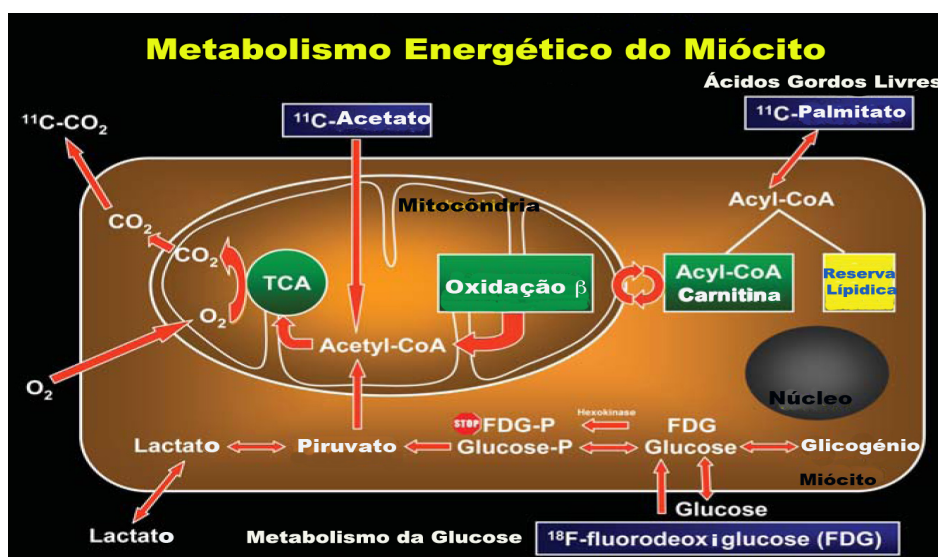 Metabolismo Energético do Miócito
Ácidos Gordos Livres
¹¹C-CO₂
¹¹C-Acetato
¹¹C-Palmitato
Acyl-CoA
Mitocôndria
CO₂
CO₂
TCA
Oxidação β
Acyl-CoA
Carnitina
Reserva
Lípidica
O₂
Acetyl-CoA
O₂
Núcleo
STOP
FDG-P
Hexokinase
FDG
Lactato
Piruvato
Glucose-P
Glucose
Glicogénio
Miócito
Glucose
Lactato
Metabolismo da Glucose
¹⁸F-fluorodeoxiglucose (FDG)